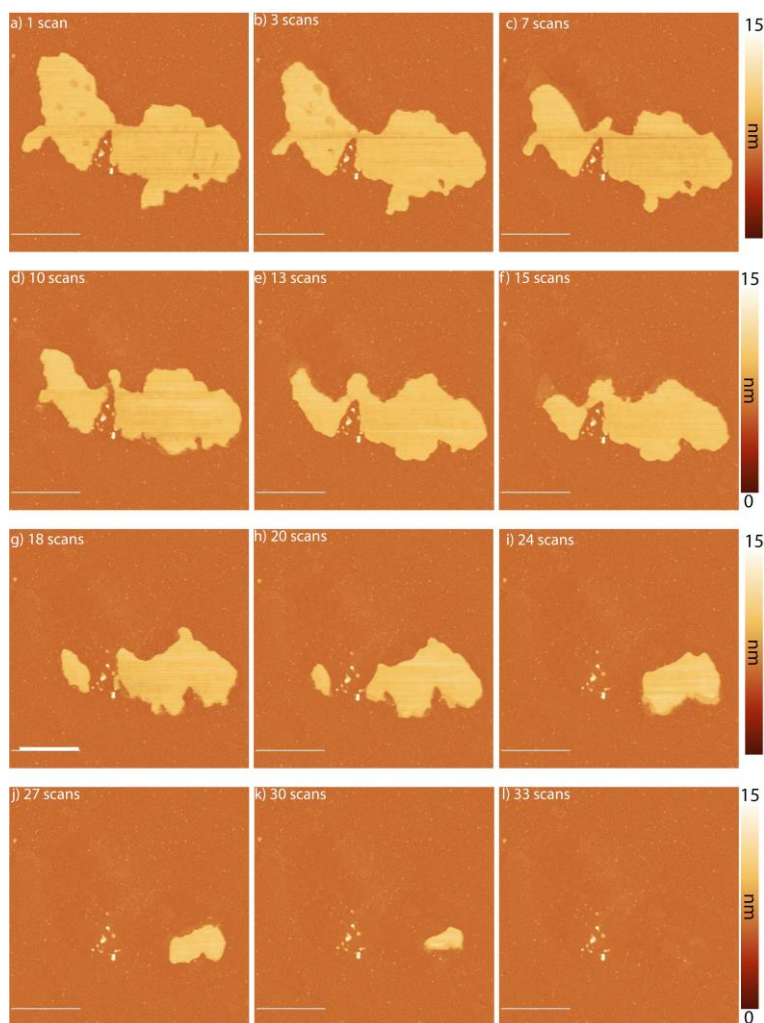 a) 1 scan
b) 3 scans
c) 7 scans
15
nm
d) 10 scans
e) 13 scans
f) 15 scans
15
nm
0
g) 18 scans
h) 20 scans
i) 24 scans
15
nm
j) 27 scans
k) 30 scans
l) 33 scans
15
nm
0